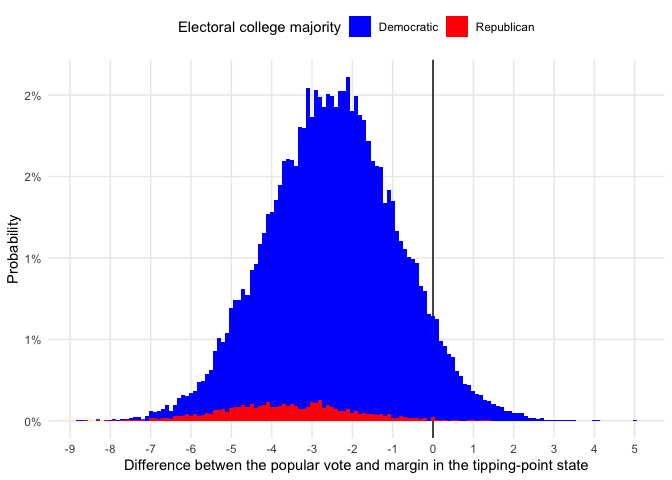 Electoral college majority Democratic Republican
2%
2%
1%
1%
0%
Probability
-9 -8 -7 -6 -5 -4 -3 -2 -1 0 1 2 3 4 5
Difference betwen the popular vote and margin in the tipping-point state